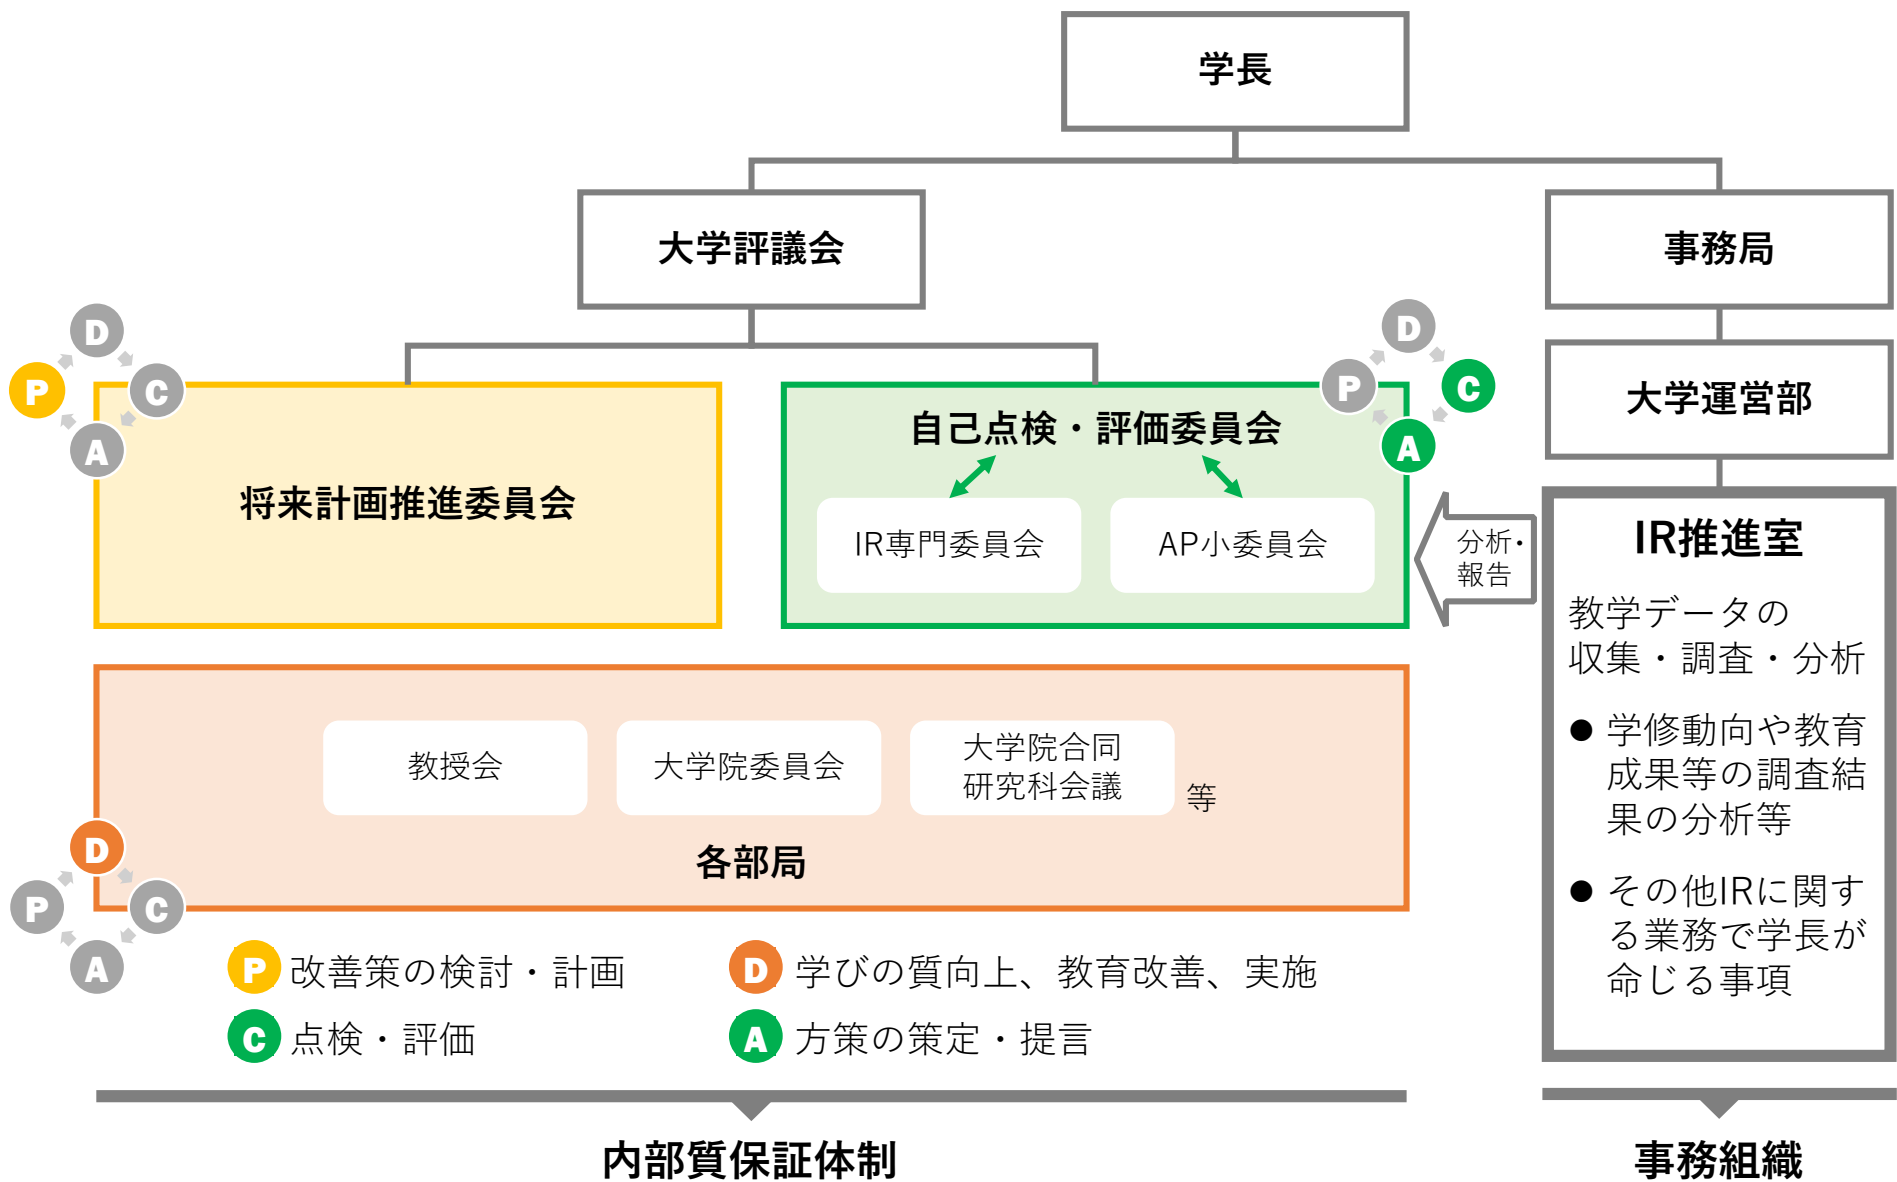 学長
大学評議会
事務局
大学運営部
D
P
C
A
将来計画推進委員会
D
P
C
A
自己点検・評価委員会
IR専門委員会
AP小委員会
分析・
報告
IR推進室
教学データの
収集・調査・分析
● 学修動向や教育
成果等の調査結
果の分析等
● その他IRに関す
る業務で学長が
命じる事項
教授会
大学院委員会
大学院合同
研究科会議
等
各部局
D
P
C
A
P 改善策の検討・計画
D 学びの質向上、教育改善、実施
C 点検・評価
A 方策の策定・提言
内部質保証体制
事務組織